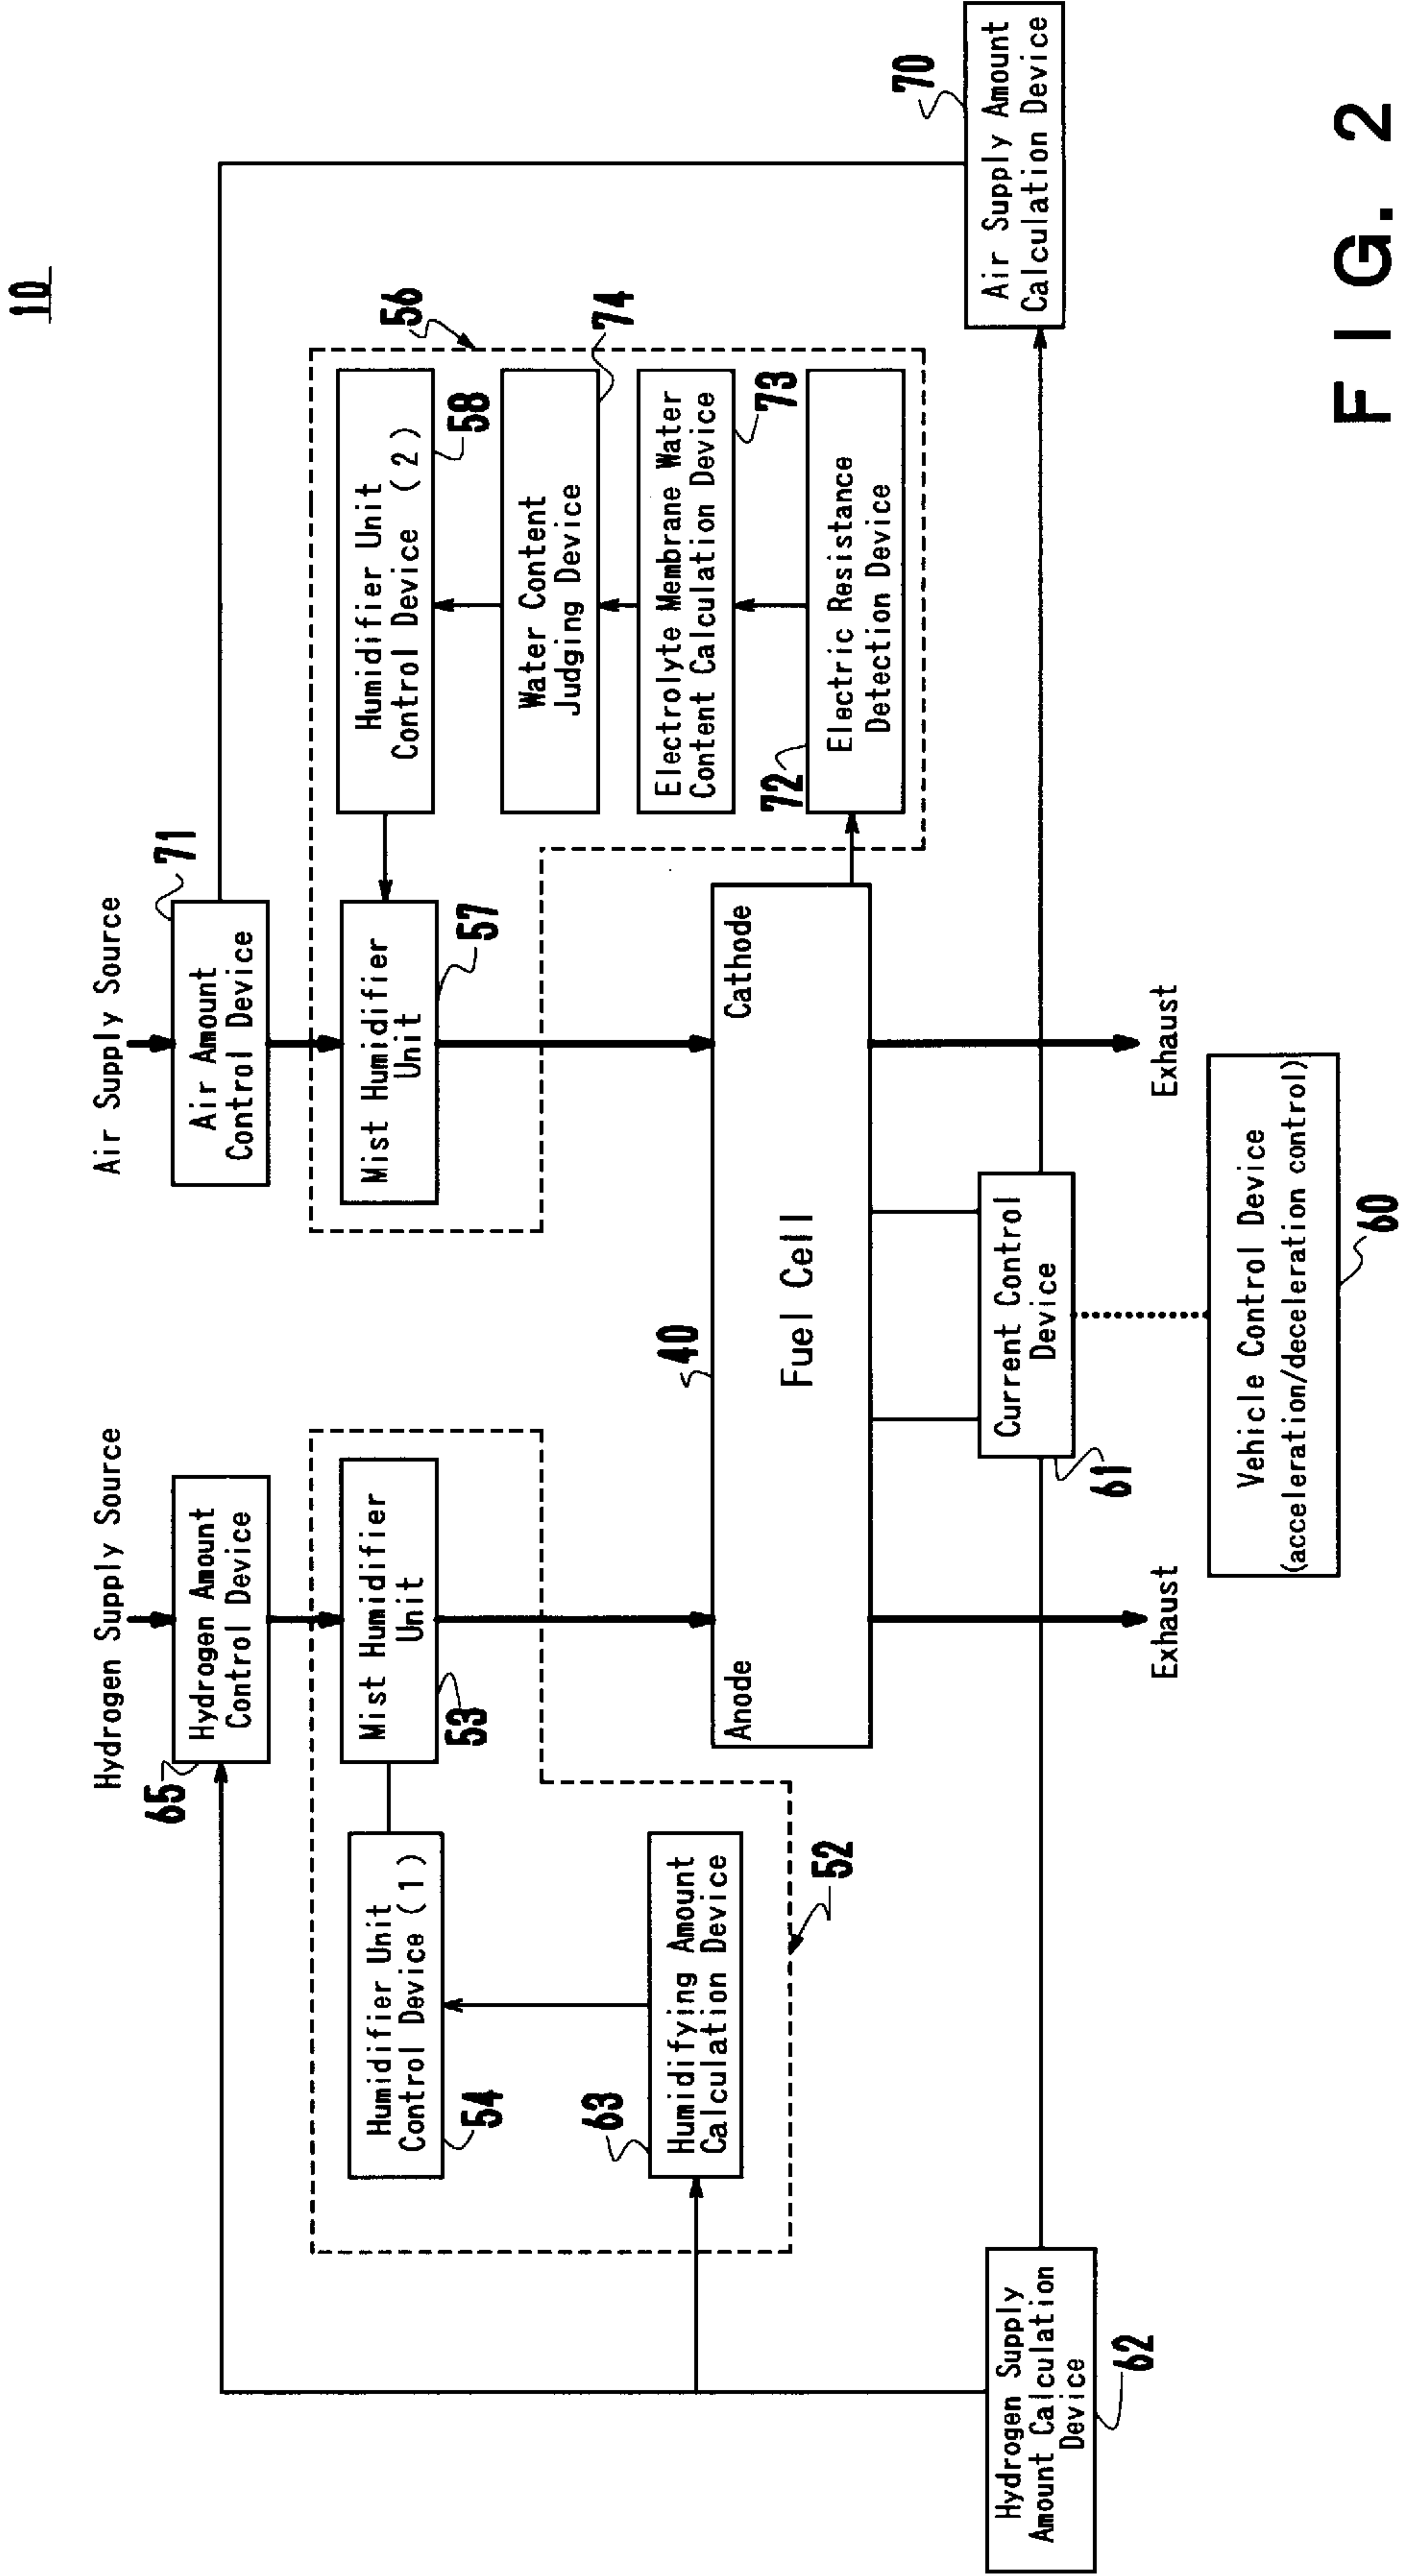 10
Hydrogen Supply Source
Air Supply Source
65
Hydrogen Amount
Control Device
71
Air Amount
Control Device
56
Humidifier Unit
Control Device (1)
54
Mist Humidifier
Unit
53
Mist Humidifier
Unit
57
Humidifier Unit
Control Device (2)
58
Water Content
Judging Device
74
63
Humidifying Amount
Calculation Device
52
Electrolyte Membrane Water
Content Calculation Device
73
40
Anode
Fuel Cell
Cathode
72
Electric Resistance
Detection Device
70
Hydrogen Supply
Amount Calculation
Device
62
Current Control
Device
61
Air Supply Amount
Calculation Device
Exhaust
Exhaust
Vehicle Control Device
(acceleration/deceleration control)
60
FIG. 2